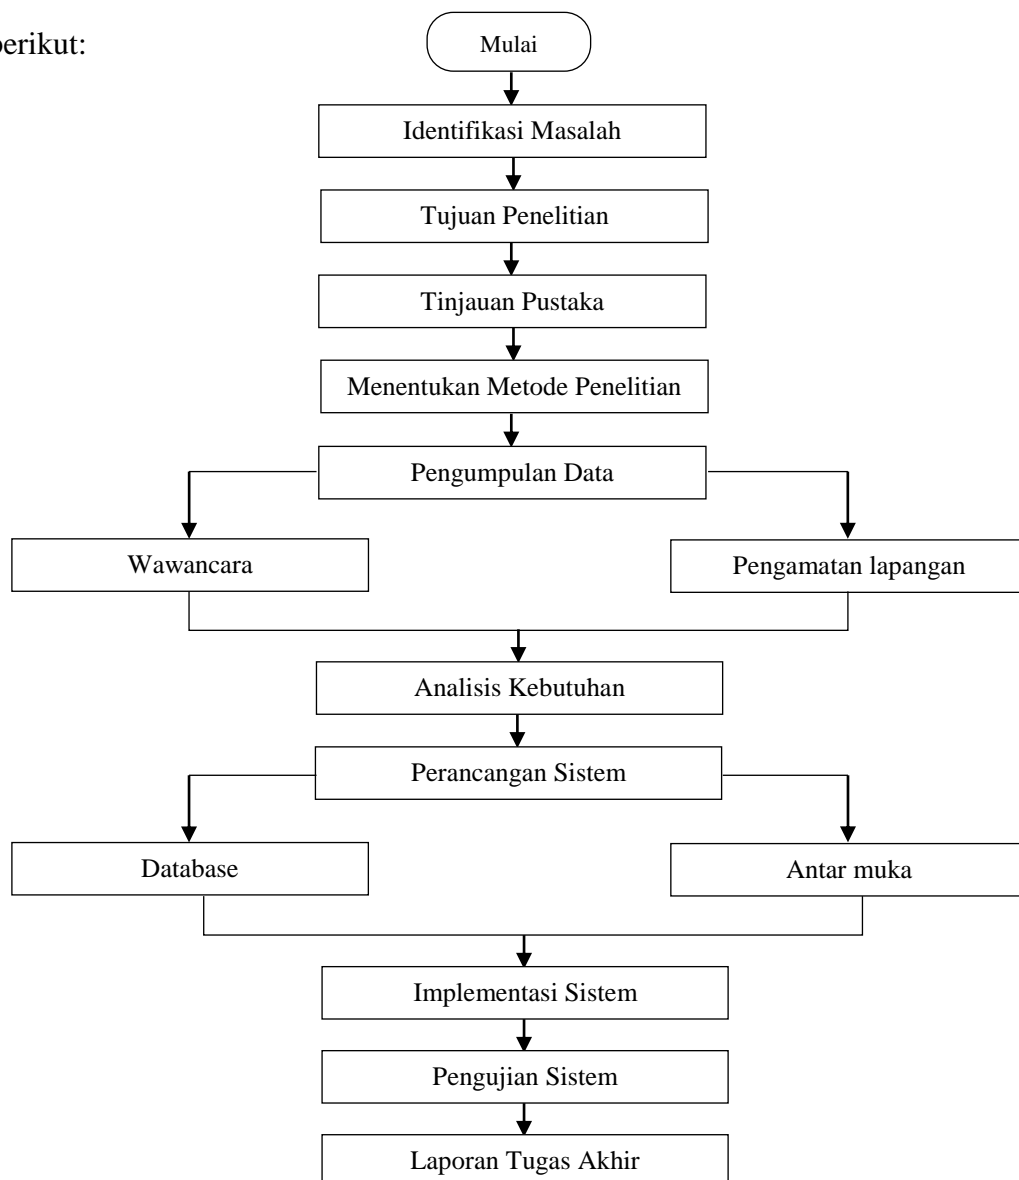 berikut:
Mulai
Identifikasi Masalah
Tujuan Penelitian
Tinjauan Pustaka
Menentukan Metode Penelitian
Pengumpulan Data
Wawancara
Pengamatan lapangan
Analisis Kebutuhan
Perancangan Sistem
Database
Antar muka
Implementasi Sistem
Pengujian Sistem
Laporan Tugas Akhir